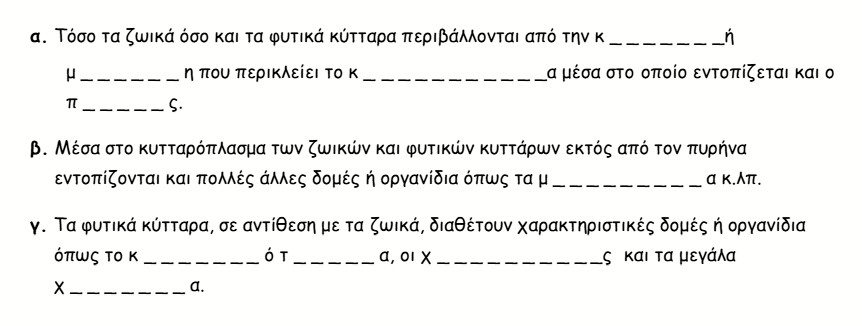 α. Τόσο τα ζωικά όσο και τα φυτικά κύτταρα περιβάλλονται από την κ _ _ _ _ _ _ _ή
μ _ _ _ _ _ _ η που περικλείει το κ _ _ _ _ _ _ _ _ _ _ _α μέσα στο οποίο εντοπίζεται και ο
π _ _ _ _ _ ς.
β. Μέσα στο κυτταρόπλασμα των ζωικών και φυτικών κυττάρων εκτός από τον πυρήνα
εντοπίζονται και πολλές άλλες δομές ή οργανίδια όπως τα μ _ _ _ _ _ _ _ _ _ α κ.λπ.
γ. Τα φυτικά κύτταρα, σε αντίθεση με τα ζωικά, διαθέτουν χαρακτηριστικές δομές ή οργανίδια
όπως το κ _ _ _ _ _ _ _ ό τ _ _ _ _ _ α, οι χ _ _ _ _ _ _ _ _ _ _ς και τα μεγάλα
χ _ _ _ _ _ _ _ α.